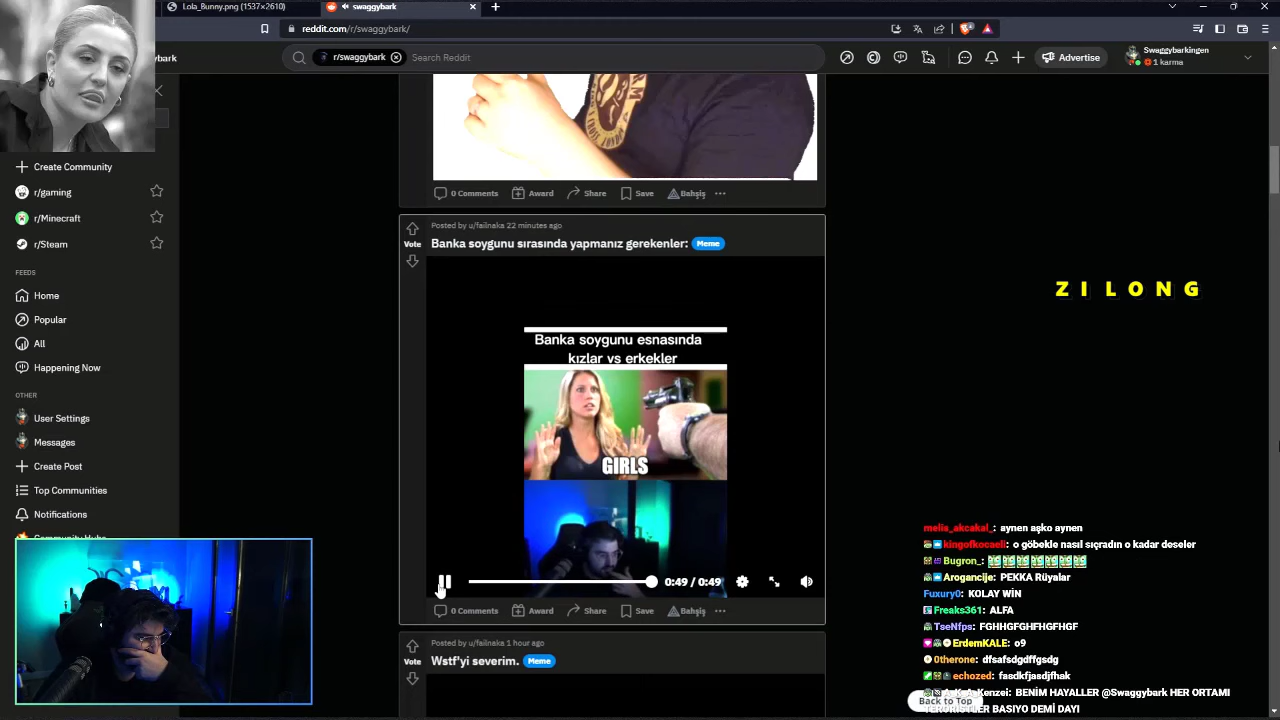 Lola_Bunny.png (1537×2610)
swaggybark
reddit.com/r/swaggybark/
ybark
r/swaggybark
Search Reddit
Advertise
Swaggybarkingen
1 karma
Create Community
r/gaming
r/Minecraft
r/Steam
FEEDS
Home
Popular
All
Happening Now
OTHER
User Settings
Messages
Create Post
Top Communities
Notifications
0 Comments Award Share Save Bahşiş
Posted by u/failnaka 22 minutes ago
Vote
Banka soygunu sırasında yapmanız gerekenler: Meme
Banka soygunu esnasında
kızlar vs erkekler
GIRLS
0:49 / 0:49
0 Comments Award Share Save Bahşiş
Posted by u/failnaka 1 hour ago
Vote
Wstf'yi severim. Meme
Z I L O N G
melis_akcakal_: aynen aşko aynen
kingofkocaeli: o göbekle nasıl sıçradın o kadar deseler
Bugron_:
Arogancije: PEKKA Rüyalar
Fuxury0: KOLAY WİN
Freaks361: ALFA
TseNfps: FGHHGFGHFHGFHGF
ErdemKALE: o9
0therone: dfsafsdgdffgsdg
echozed: fasdkfjasdjfhak
BENİM HAYALLER @Swaggybark HER ORTAMI
TERÖRİSTLER BASIYO DEMİ DAYI
Back to Top